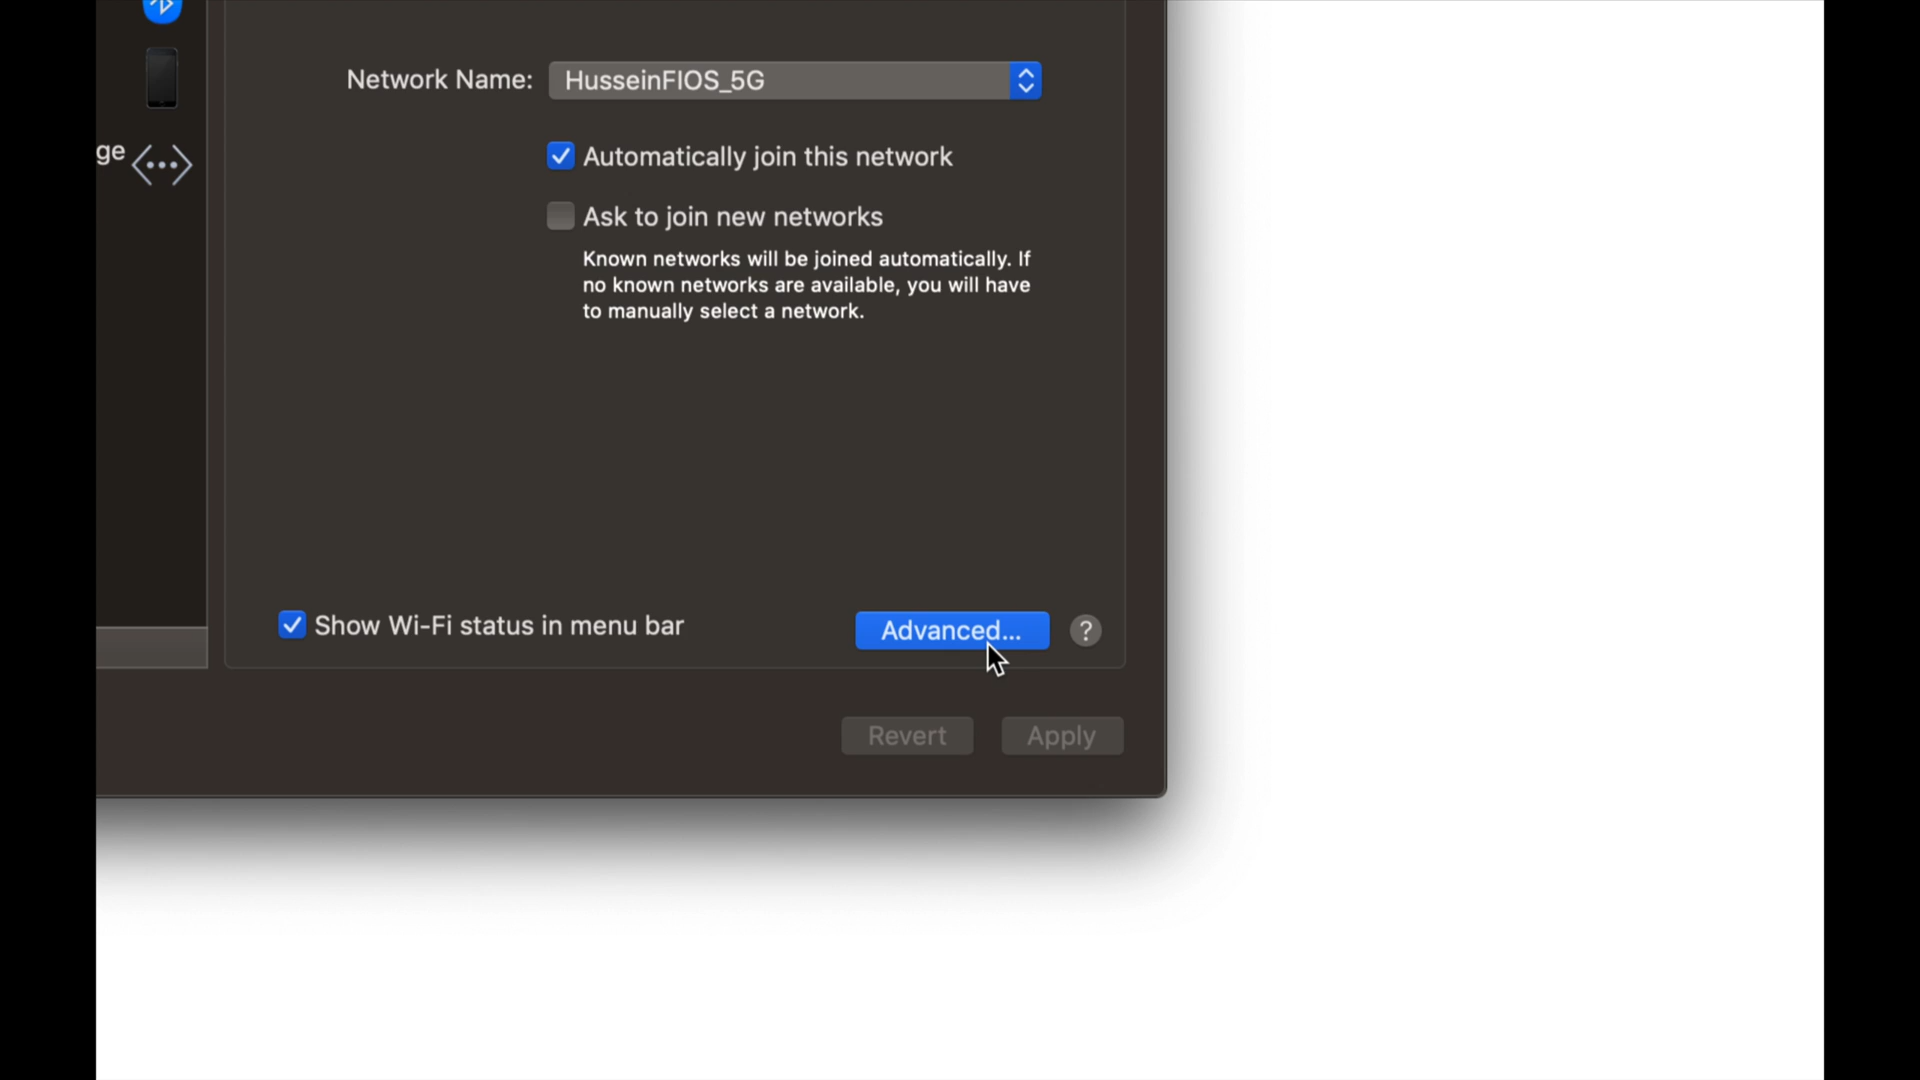 Network Name: HusseinFIOS_5G
Automatically join this network
ge
Ask to join new networks
Known networks will be joined automatically. If
no known networks are available, you will have
to manually select a network.
Show Wi-Fi status in menu bar
Advanced...
?
Revert
Apply